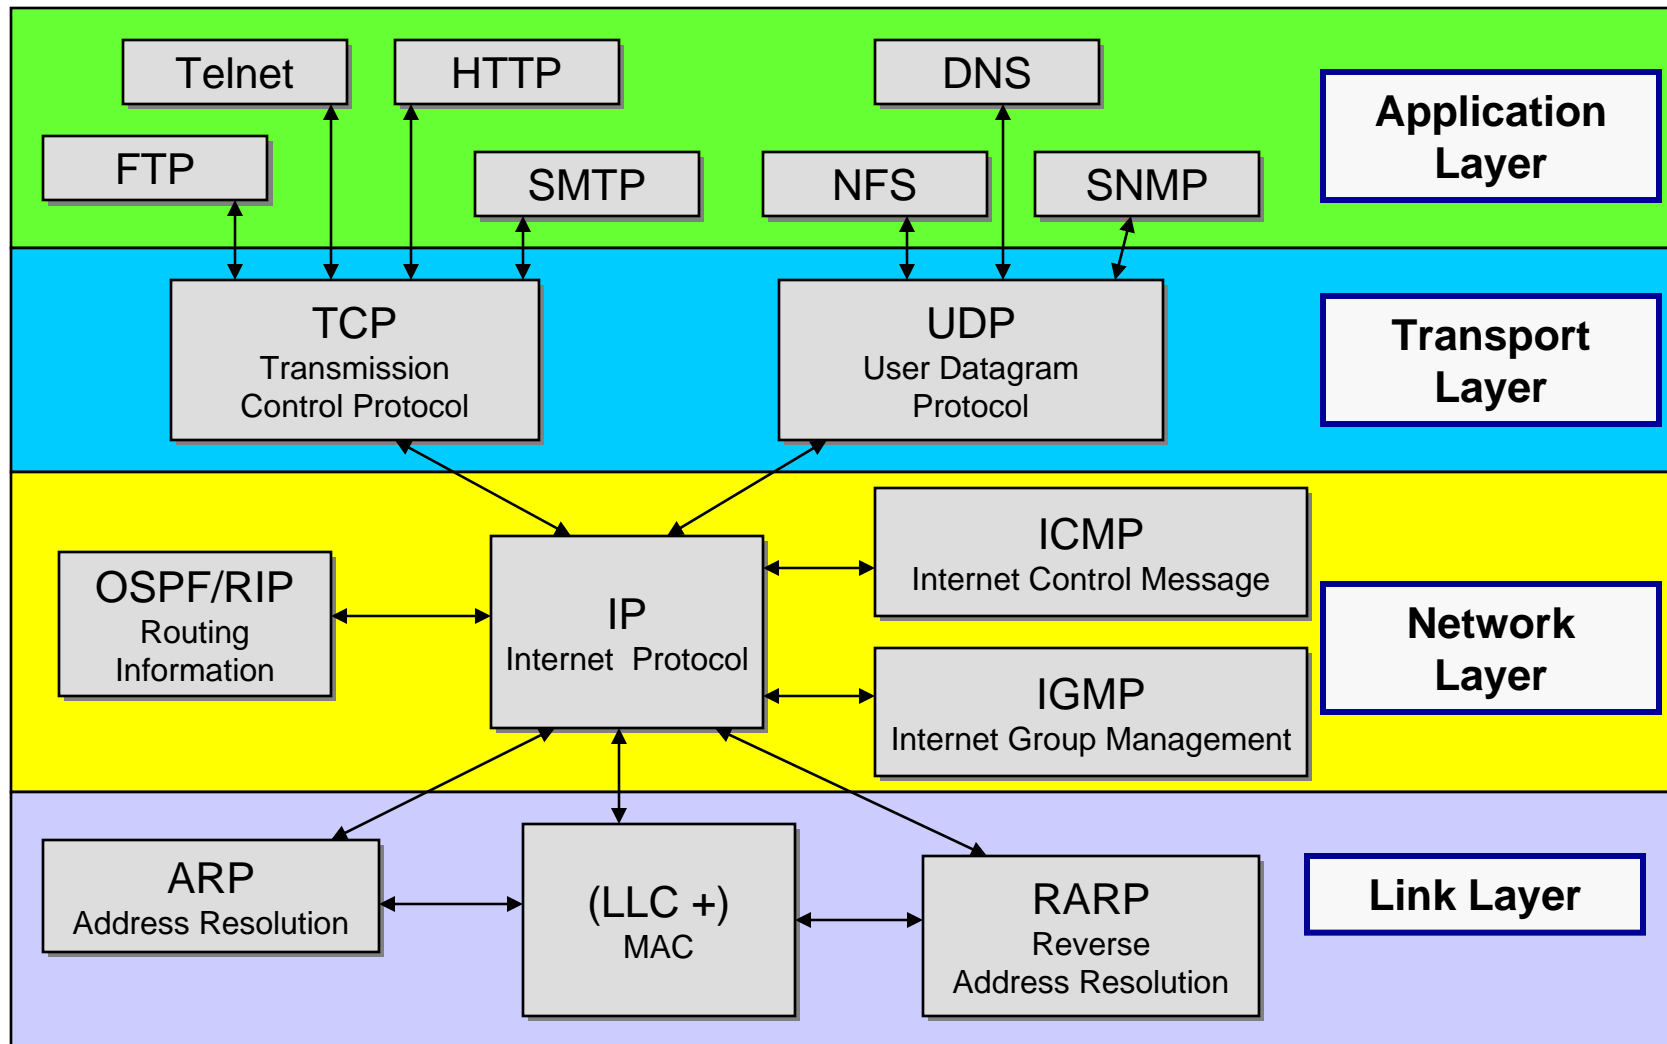 Telnet
HTTP
DNS
Application
Layer
FTP
SMTP
NFS
SNMP
TCP
Transmission
Control Protocol
UDP
User Datagram
Protocol
Transport
Layer
OSPF/RIP
Routing
Information
IP
Internet  Protocol
ICMP
Internet Control Message
IGMP
Internet Group Management
Network
Layer
ARP
Address Resolution
(LLC +)
MAC
RARP
Reverse
Address Resolution
Link Layer